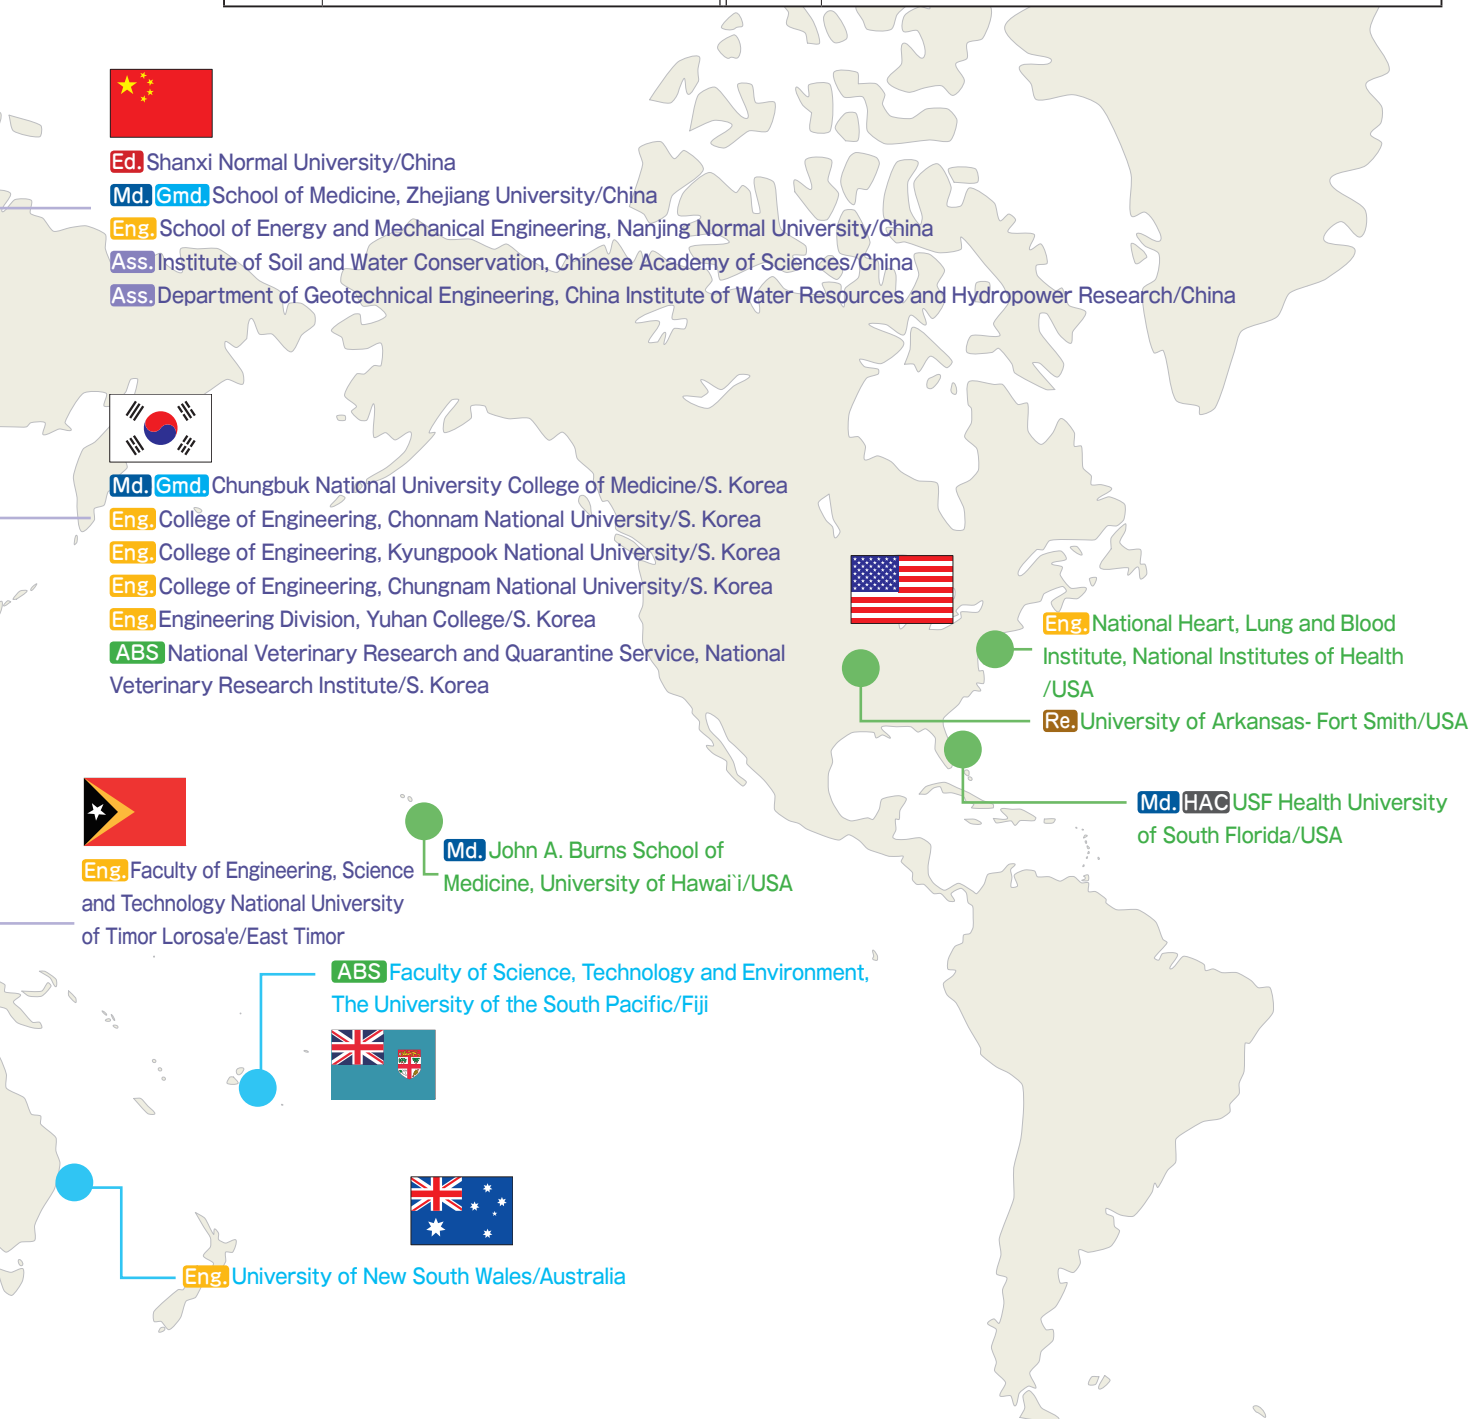 Ed. Shanxi Normal University/China
Md. Gmd. School of Medicine, Zhejiang University/China
Eng. School of Energy and Mechanical Engineering, Nanjing Normal University/China
Ass. Institute of Soil and Water Conservation, Chinese Academy of Sciences/China
Ass. Department of Geotechnical Engineering, China Institute of Water Resources and Hydropower Research/China
Md. Gmd. Chungbuk National University College of Medicine/S. Korea
Eng. College of Engineering, Chonnam National University/S. Korea
Eng. College of Engineering, Kyungpook National University/S. Korea
Eng. College of Engineering, Chungnam National University/S. Korea
Eng. Engineering Division, Yuhan College/S. Korea
ABS National Veterinary Research and Quarantine Service, National
Veterinary Research Institute/S. Korea
Eng. National Heart, Lung and Blood
Institute, National Institutes of Health
/USA
Re. University of Arkansas- Fort Smith/USA
Md. HAC USF Health University
of South Florida/USA
Md. John A. Burns School of
Medicine, University of Hawai`i/USA
Eng. Faculty of Engineering, Science
and Technology National University
of Timor Lorosa'e/East Timor
ABS Faculty of Science, Technology and Environment,
The University of the South Pacific/Fiji
Eng. University of New South Wales/Australia